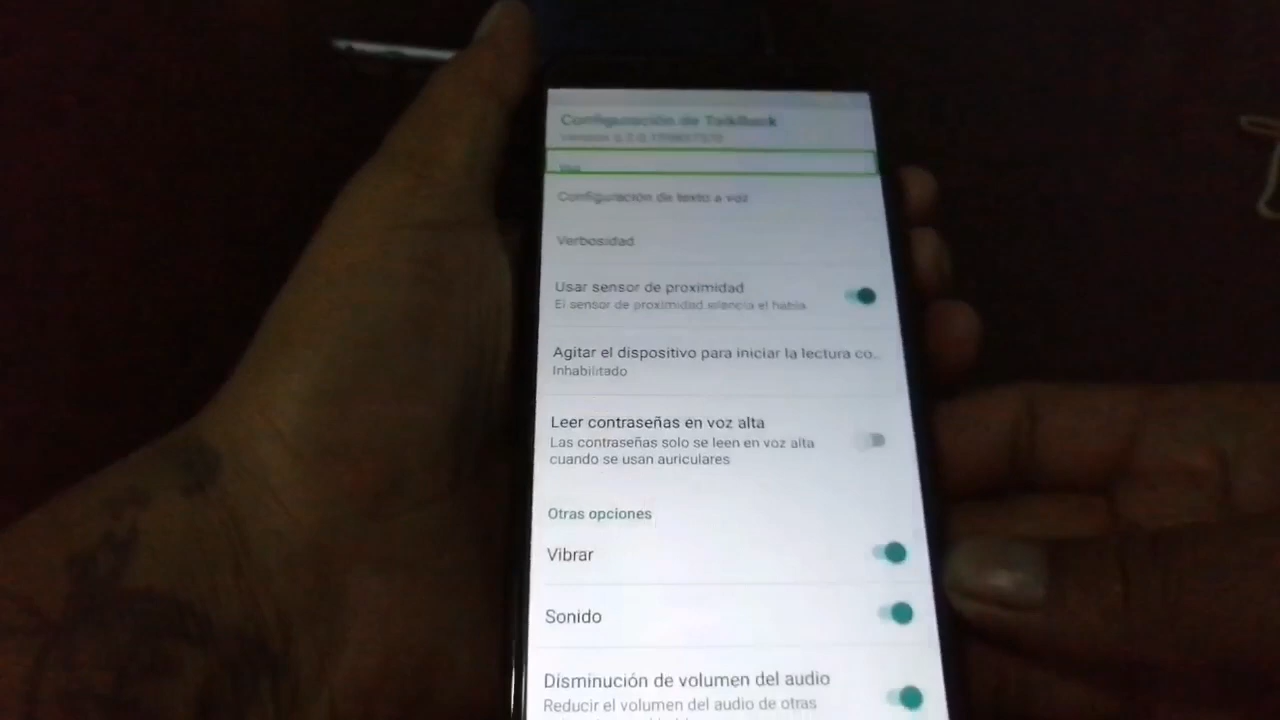 Configuración de TalkBack
Configuración de texto a voz
Verbosidad
Usar sensor de proximidad
El sensor de proximidad silencia el habla
Agitar el dispositivo para iniciar la lectura co...
Inhabilitado
Leer contraseñas en voz alta
Las contraseñas solo se leen en voz alta
cuando se usan auriculares
Otras opciones
Vibrar
Sonido
Disminución de volumen del audio
Reducir el volumen del audio de otras